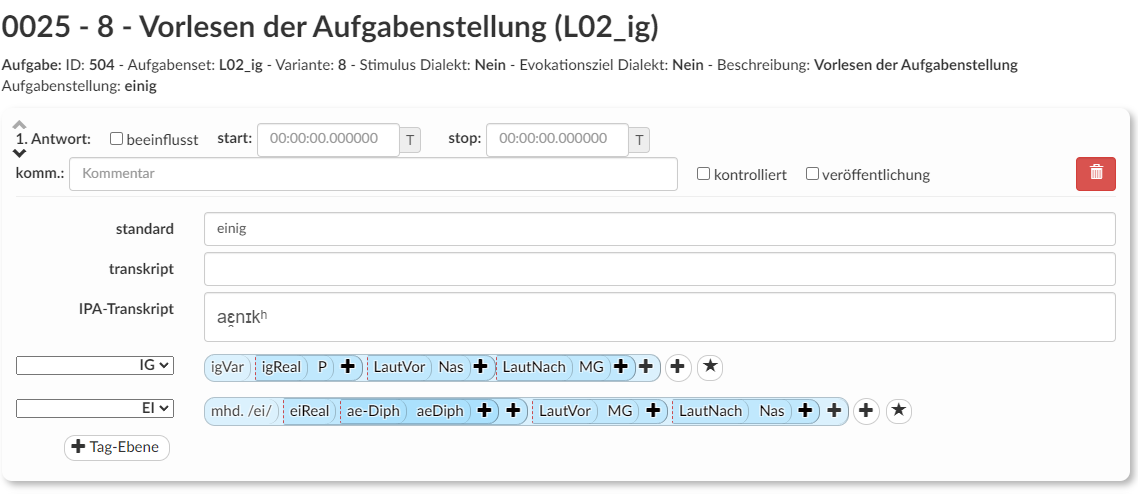 0025 - 8 - Vorlesen der Aufgabenstellung (L02_ig)
Aufgabe: ID: 504 - Aufgabenset: L02_ig - Variante: 8 - Stimulus Dialekt: Nein - Evokationsziel Dialekt: Nein - Beschreibung: Vorlesen der Aufgabenstellung
Aufgabenstellung: einig
1. Antwort: beeinflusst start: 00:00:00.000000 T stop: 00:00:00.000000 T
komm.: Kommentar kontrolliert veröffentlichung
standard einig
transkript
IPA-Transkript aɛ̯nɪkʰ
IG igVar igReal P LautVor Nas LautNach MG
EI mhd. /ei/ eiReal ae-Diph aeDiph LautVor MG LautNach Nas
Tag-Ebene